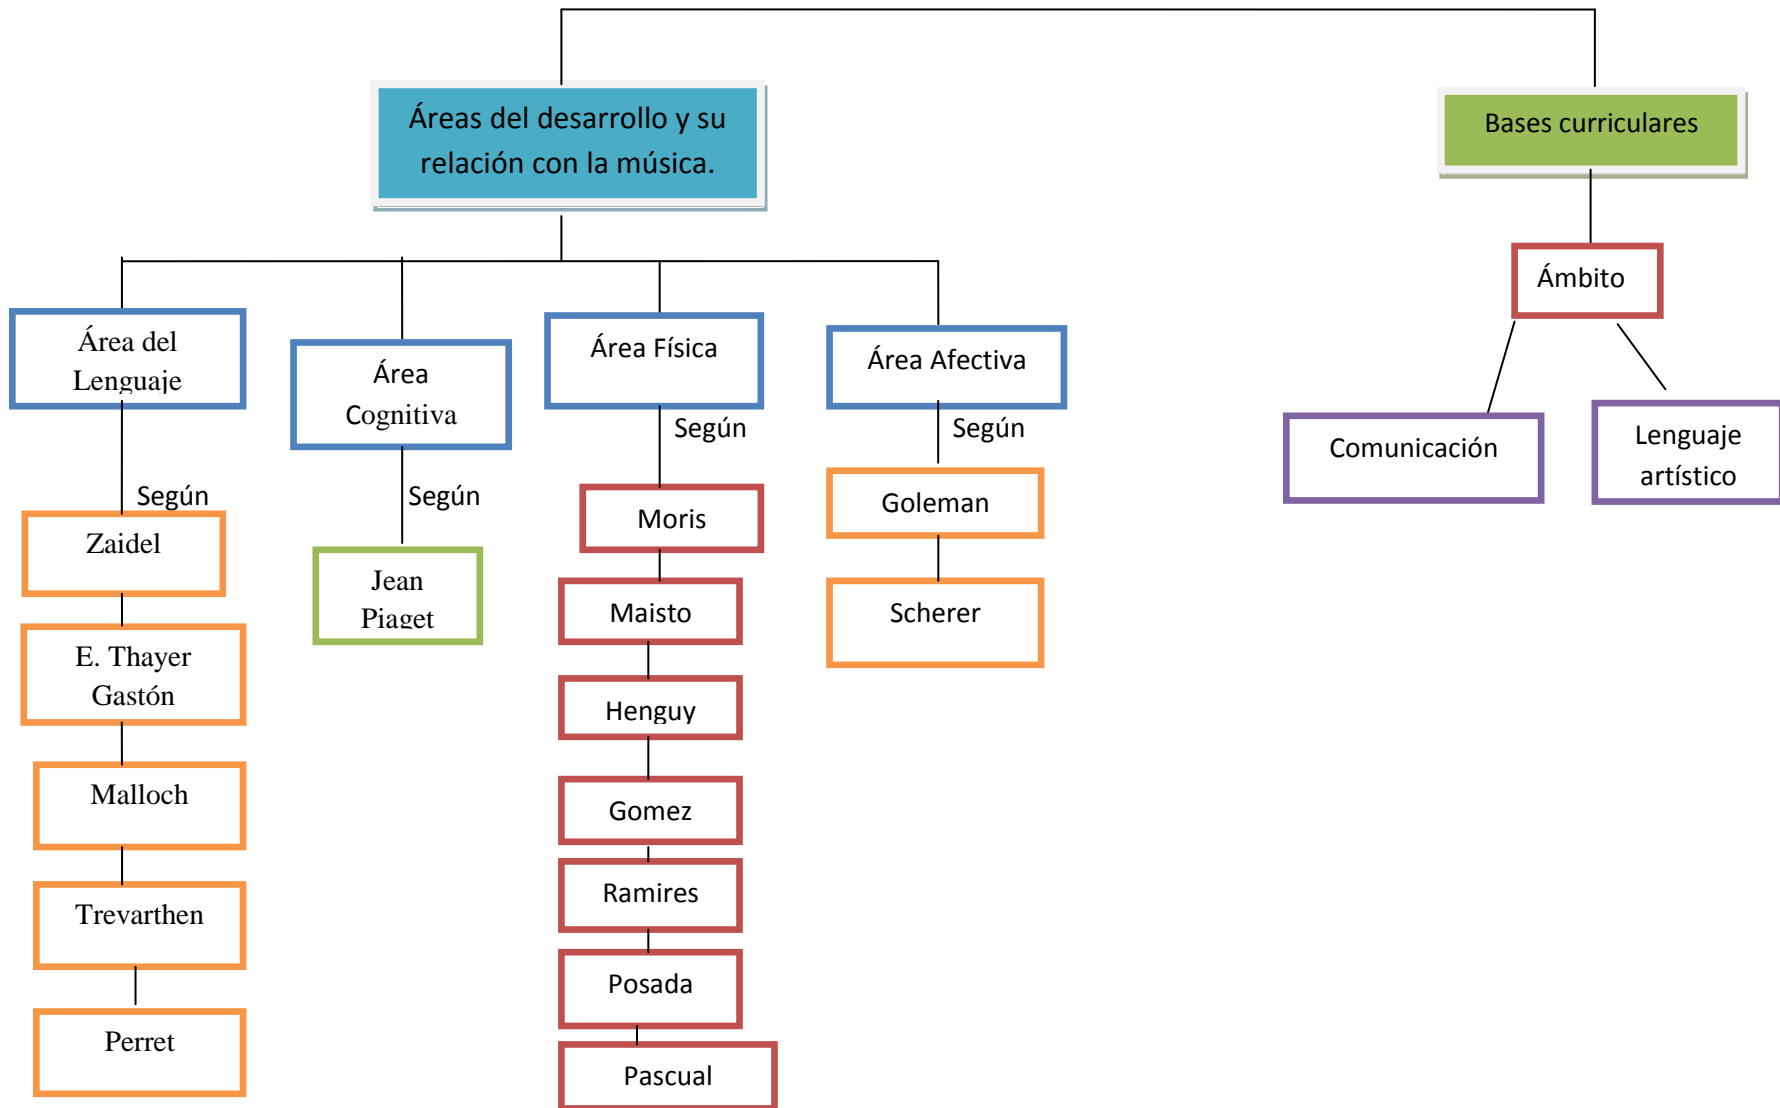 Áreas del desarrollo y su
relación con la música.
Bases curriculares
Ámbito
Comunicación
Lenguaje
artístico
Área del
Lenguaje
Según
Zaidel
E. Thayer
Gastón
Malloch
Trevarthen
Perret
Área
Cognitiva
Según
Jean
Piaget
Área Física
Según
Moris
Maisto
Henguy
Gomez
Ramires
Posada
Pascual
Área Afectiva
Según
Goleman
Scherer